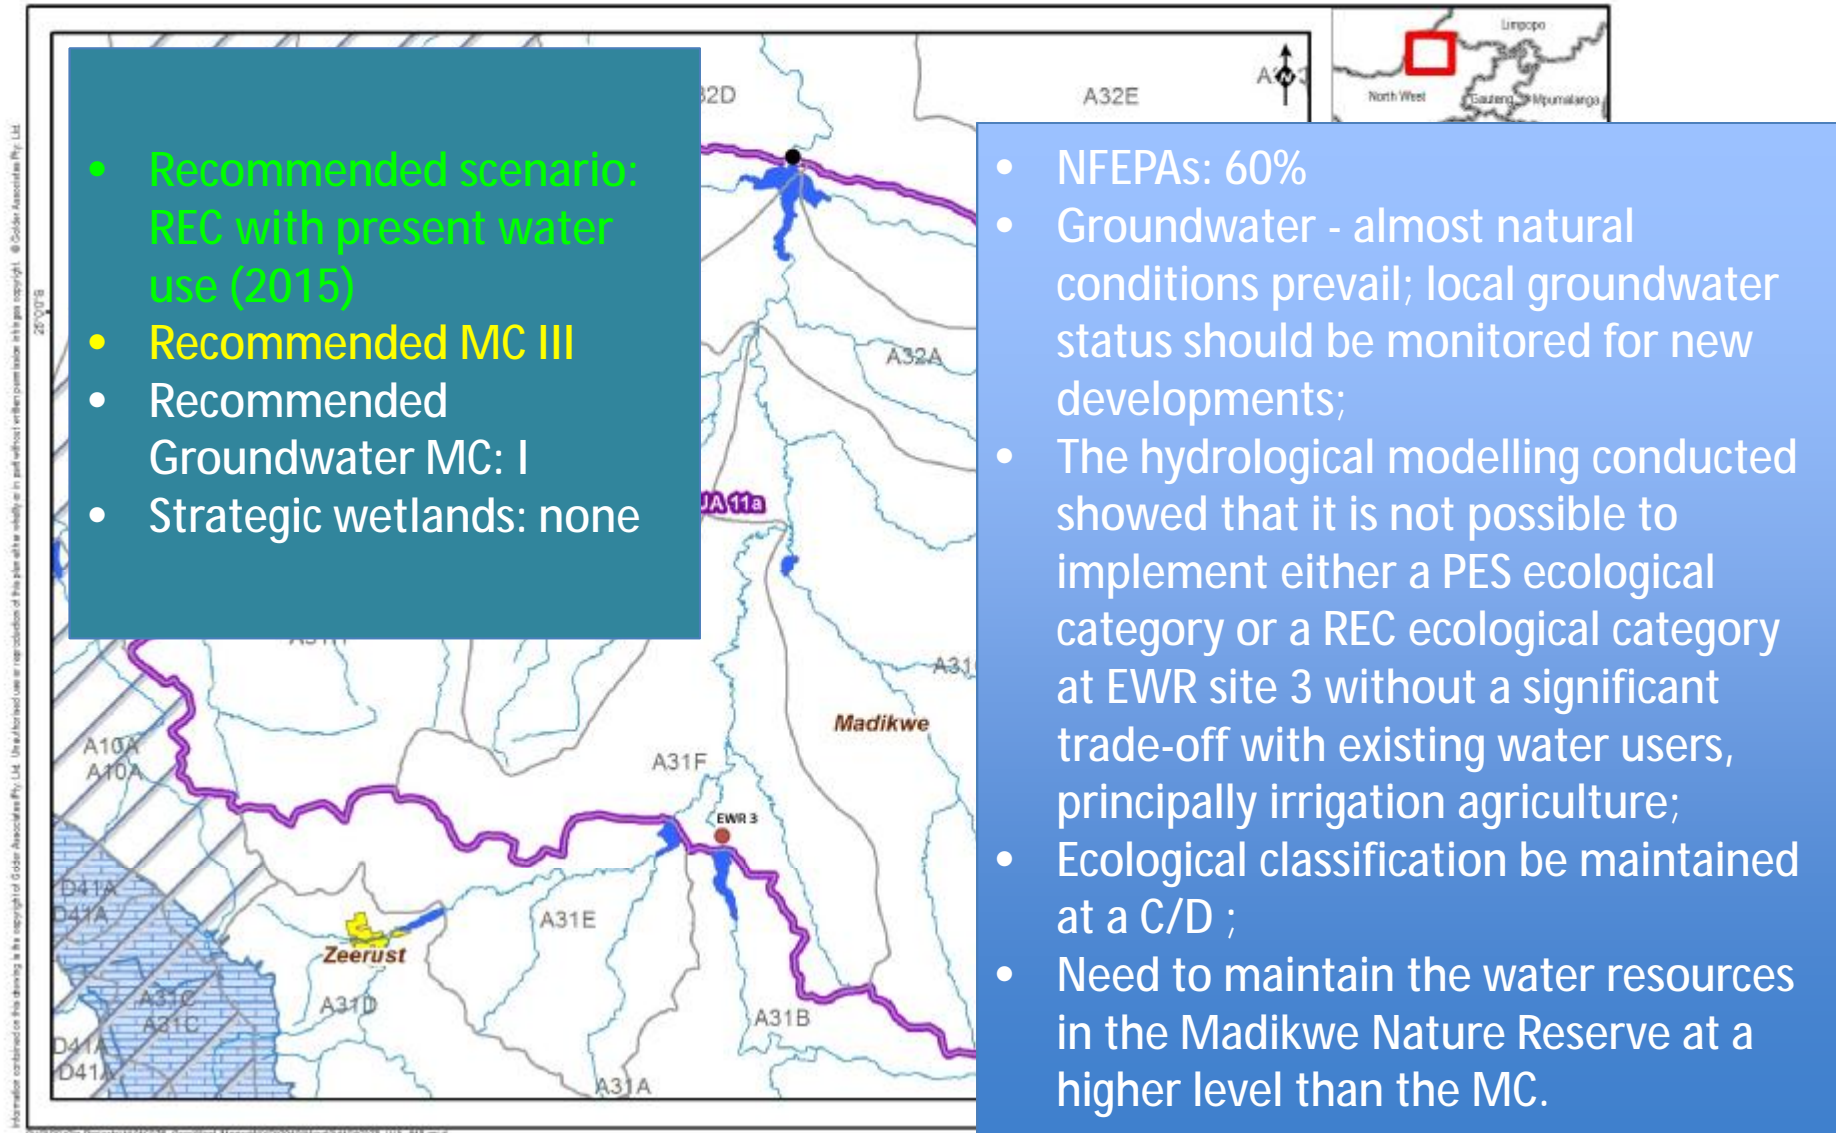 • Recommended scenario:
REC with present water
use (2015)
• Recommended MC III
• Recommended
Groundwater MC: I
• Strategic wetlands: none
• NFEPAs: 60%
• Groundwater - almost natural
conditions prevail; local groundwater
status should be monitored for new
developments;
• The hydrological modelling conducted
showed that it is not possible to
implement either a PES ecological
category or a REC ecological category
at EWR site 3 without a significant
trade-off with existing water users,
principally irrigation agriculture;
• Ecological classification be maintained
at a C/D ;
• Need to maintain the water resources
in the Madikwe Nature Reserve at a
higher level than the MC.
Limpopo
North West
Gauteng
Mpumalanga
N
A32E
A32A
Madikwe
A31F
A10A
A10A
EWR 3
D41A
D41A
A31E
Zeerust
A31C
A31C
A31D
A31B
D41A
D41A
A31A
25°0'0"S